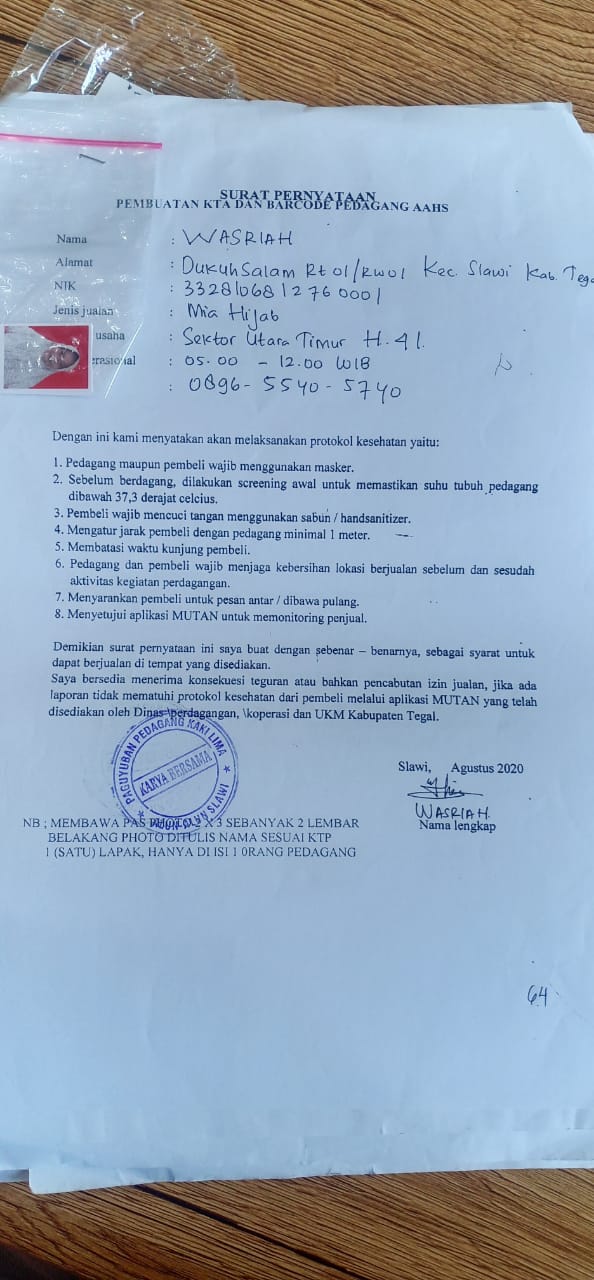 SURAT PERNYATAAN
PEMBUATAN KTA DAN BARCODE PEDAGANG AAHS
Nama : WASRIAH
Alamat : Dukuhsalam Rt 01/RW01 Kec. Slawi Kab. Tega
NIK : 3328106812760001
Jenis jualan : Mia Hijab
usaha : Sektor Utara Timur H.41.
erasional : 05.00 - 12.00 WIB
: 0896-5540-5740
Dengan ini kami menyatakan akan melaksanakan protokol kesehatan yaitu:
1. Pedagang maupun pembeli wajib menggunakan masker.
2. Sebelum berdagang, dilakukan screening awal untuk memastikan suhu tubuh pedagang
dibawah 37,3 derajat celcius.
3. Pembeli wajib mencuci tangan menggunakan sabun / handsanitizer.
4. Mengatur jarak pembeli dengan pedagang minimal 1 meter.
5. Membatasi waktu kunjung pembeli.
6. Pedagang dan pembeli wajib menjaga kebersihan lokasi berjualan sebelum dan sesudah
aktivitas kegiatan perdagangan.
7. Menyarankan pembeli untuk pesan antar / dibawa pulang.
8. Menyetujui aplikasi MUTAN untuk memonitoring penjual.
Demikian surat pernyataan ini saya buat dengan sebenar – benarnya, sebagai syarat untuk
dapat berjualan di tempat yang disediakan.
Saya bersedia menerima konsekuesi teguran atau bahkan pencabutan izin jualan, jika ada
laporan tidak mematuhi protokol kesehatan dari pembeli melalui aplikasi MUTAN yang telah
disediakan oleh Dinas \perdagangan, \koperasi dan UKM Kabupaten Tegal.
PAGUYUBAN PEDAGANG KAKI LIMA
KARYA BERSAMA
ALUN-ALUN SLAWI
Slawi, Agustus 2020
WASRIAH.
Nama lengkap
NB ; MEMBAWA PAS PHOTO 2 X 3 SEBANYAK 2 LEMBAR
BELAKANG PHOTO DITULIS NAMA SESUAI KTP
1 (SATU) LAPAK, HANYA DI ISI 1 0RANG PEDAGANG
64